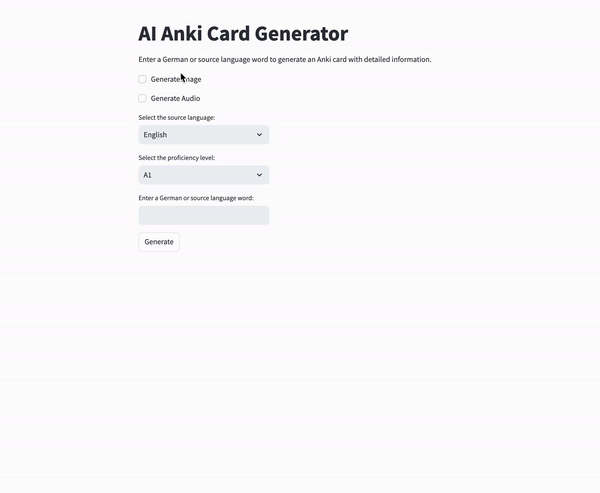 AI Anki Card Generator
Enter a German or source language word to generate an Anki card with detailed information.
Generate Image
Generate Audio
Select the source language:
English
Select the proficiency level:
A1
Enter a German or source language word:
Generate